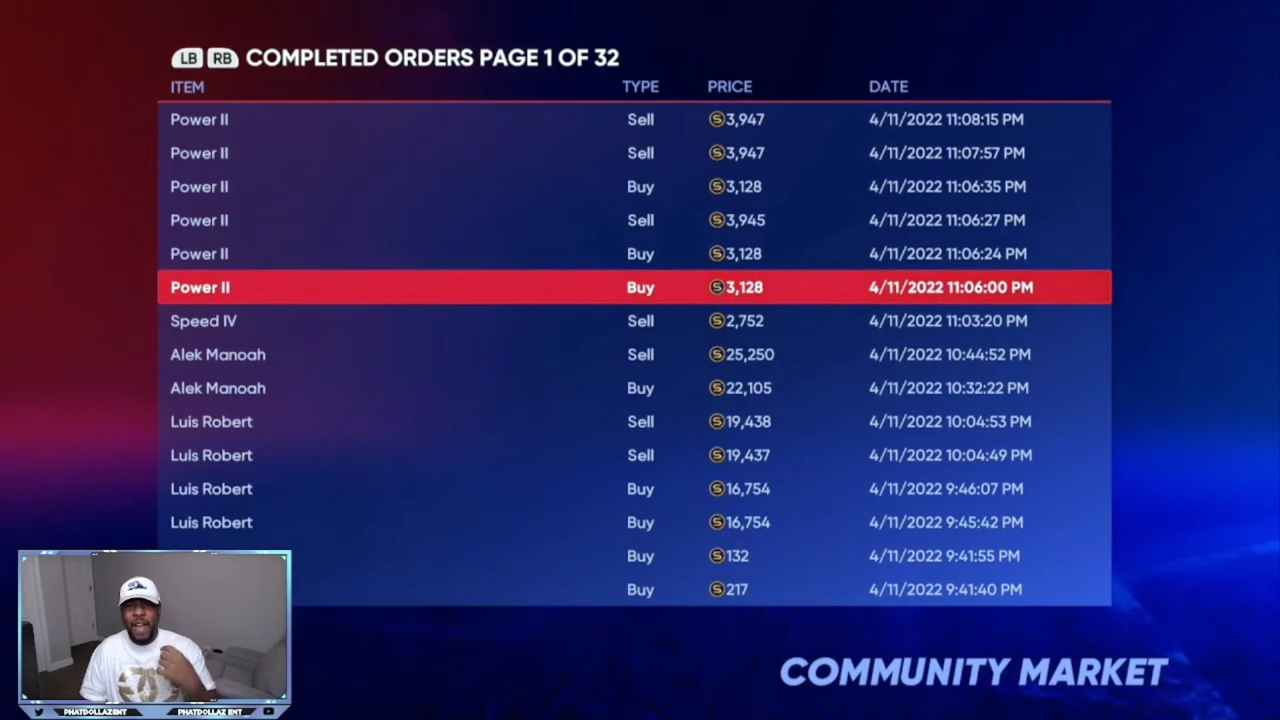 LB RB COMPLETED ORDERS PAGE 1 OF 32
ITEM TYPE PRICE DATE
Power II Sell S 3,947 4/11/2022 11:08:15 PM
Power II Sell S 3,947 4/11/2022 11:07:57 PM
Power II Buy S 3,128 4/11/2022 11:06:35 PM
Power II Sell S 3,945 4/11/2022 11:06:27 PM
Power II Buy S 3,128 4/11/2022 11:06:24 PM
Power II Buy S 3,128 4/11/2022 11:06:00 PM
Speed IV Sell S 2,752 4/11/2022 11:03:20 PM
Alek Manoah Sell S 25,250 4/11/2022 10:44:52 PM
Alek Manoah Buy S 22,105 4/11/2022 10:32:22 PM
Luis Robert Sell S 19,438 4/11/2022 10:04:53 PM
Luis Robert Sell S 19,437 4/11/2022 10:04:49 PM
Luis Robert Buy S 16,754 4/11/2022 9:46:07 PM
Luis Robert Buy S 16,754 4/11/2022 9:45:42 PM
Buy S 132 4/11/2022 9:41:55 PM
Buy S 217 4/11/2022 9:41:40 PM
COMMUNITY MARKET
PHATDOLLAZENT PHATDOLLAZ ENT